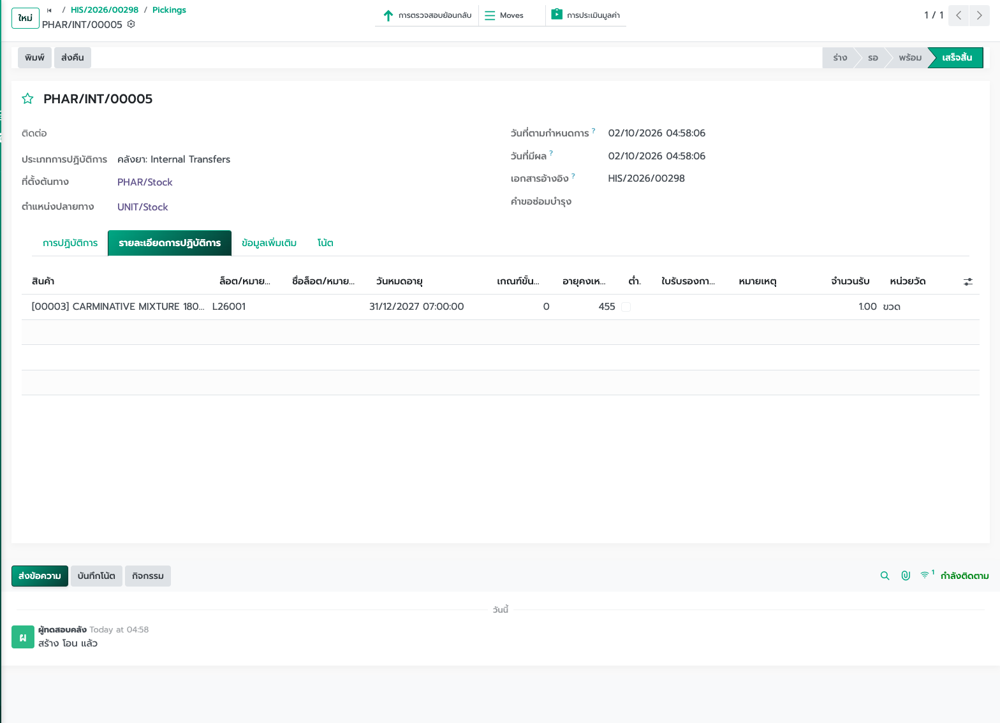 ใหม่
/ HIS/2026/00298 / Pickings
PHAR/INT/00005
การตรวจสอบย้อนกลับ
Moves
การประเมินมูลค่า
1 / 1
พิมพ์
ส่งคืน
ร่าง
รอ
พร้อม
เสร็จสิ้น
PHAR/INT/00005
ติดต่อ
ประเภทการปฏิบัติการ คลังยา: Internal Transfers
ที่ตั้งต้นทาง PHAR/Stock
ตำแหน่งปลายทาง UNIT/Stock
วันที่ตามกำหนดการ ? 02/10/2026 04:58:06
วันที่มีผล ? 02/10/2026 04:58:06
เอกสารอ้างอิง ? HIS/2026/00298
คำขอซ่อมบำรุง
การปฏิบัติการ รายละเอียดการปฏิบัติการ ข้อมูลเพิ่มเติม โน้ต
สินค้า ล็อต/หมาย... ชื่อล็อต/หมาย... วันหมดอายุ เกณฑ์ขั้น... อายุคงเห... ต่ำ. ใบรับรองกา... หมายเหตุ จำนวนรับ หน่วยวัด
[00003] CARMINATIVE MIXTURE 180... L26001 31/12/2027 07:00:00 0 455 1.00 ขวด
ส่งข้อความ บันทึกโน้ต กิจกรรม
1 กำลังติดตาม
วันนี้
ผ
ผู้ทดสอบคลัง Today at 04:58
สร้าง โอน แล้ว